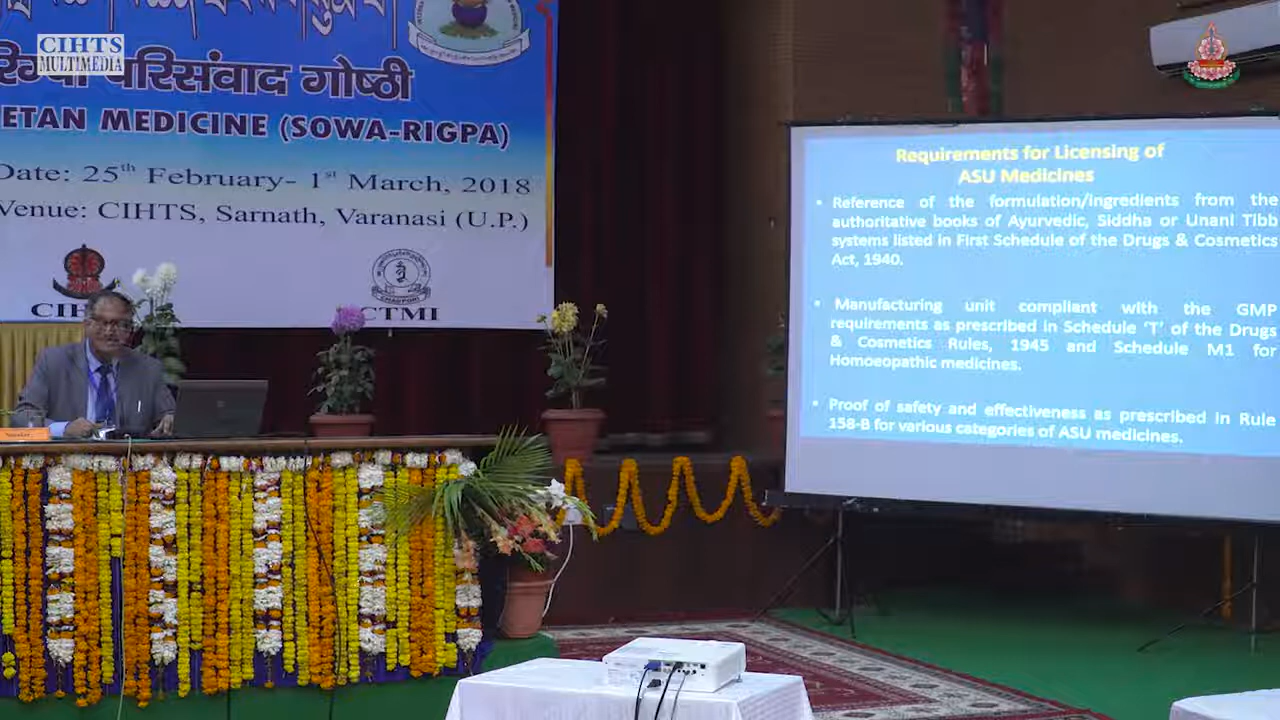 CIHTS
MULTIMEDIA
परिसंवाद गोष्ठी
ETAN MEDICINE (SOWA-RIGPA)
Date: 25th February- 1st March, 2018
Venue: CIHTS, Sarnath, Varanasi (U.P.)
CIH
CTMI
Requirements for Licensing of
ASU Medicines
• Reference of the formulation/ingredients from the
authoritative books of Ayurvedic, Siddha or Unani Tibb
systems listed in First Schedule of the Drugs & Cosmetics
Act, 1940.
• Manufacturing unit compliant with the GMP
requirements as prescribed in Schedule ‘T’ of the Drugs
& Cosmetics Rules, 1945 and Schedule M1 for
Homoeopathic medicines.
• Proof of safety and effectiveness as prescribed in Rule
158-B for various categories of ASU medicines.